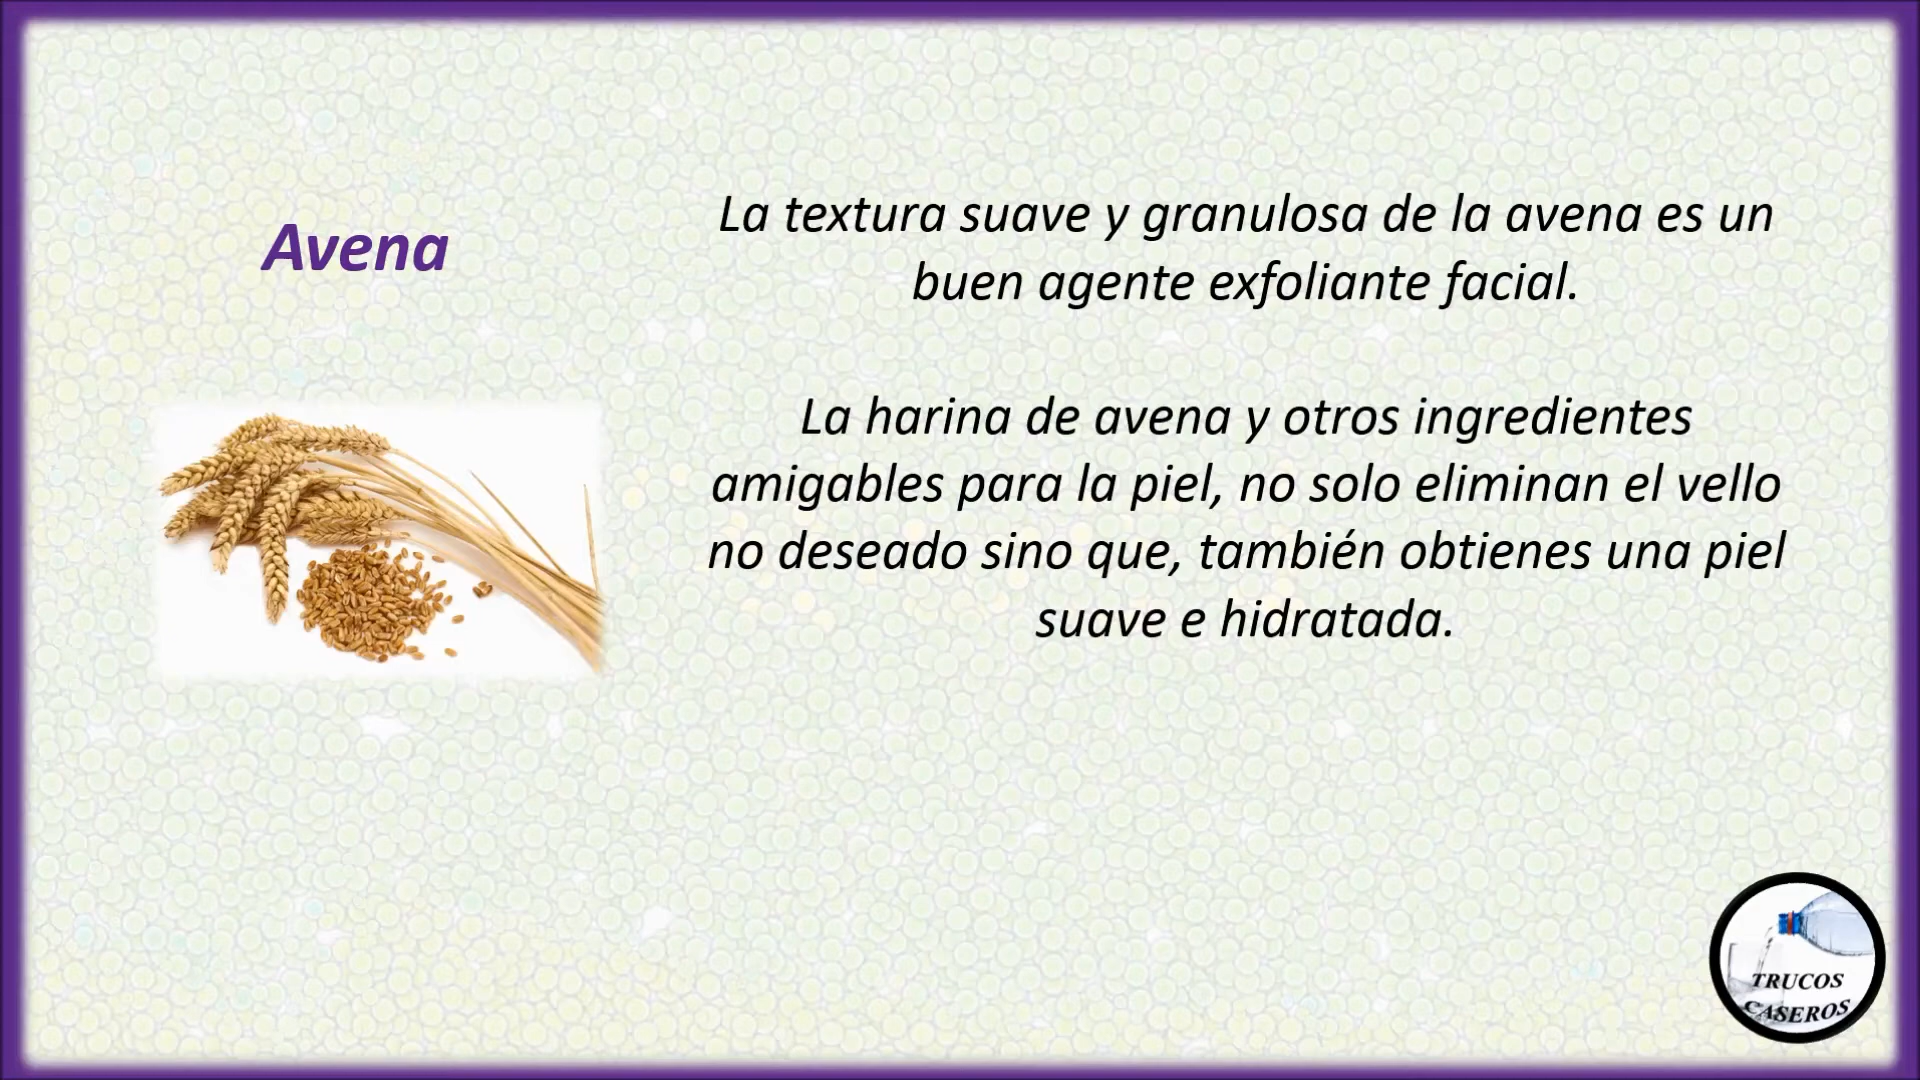 Avena
La textura suave y granulosa de la avena es un
buen agente exfoliante facial.
La harina de avena y otros ingredientes
amigables para la piel, no solo eliminan el vello
no deseado sino que, también obtienes una piel
suave e hidratada.
TRUCOS
CASEROS